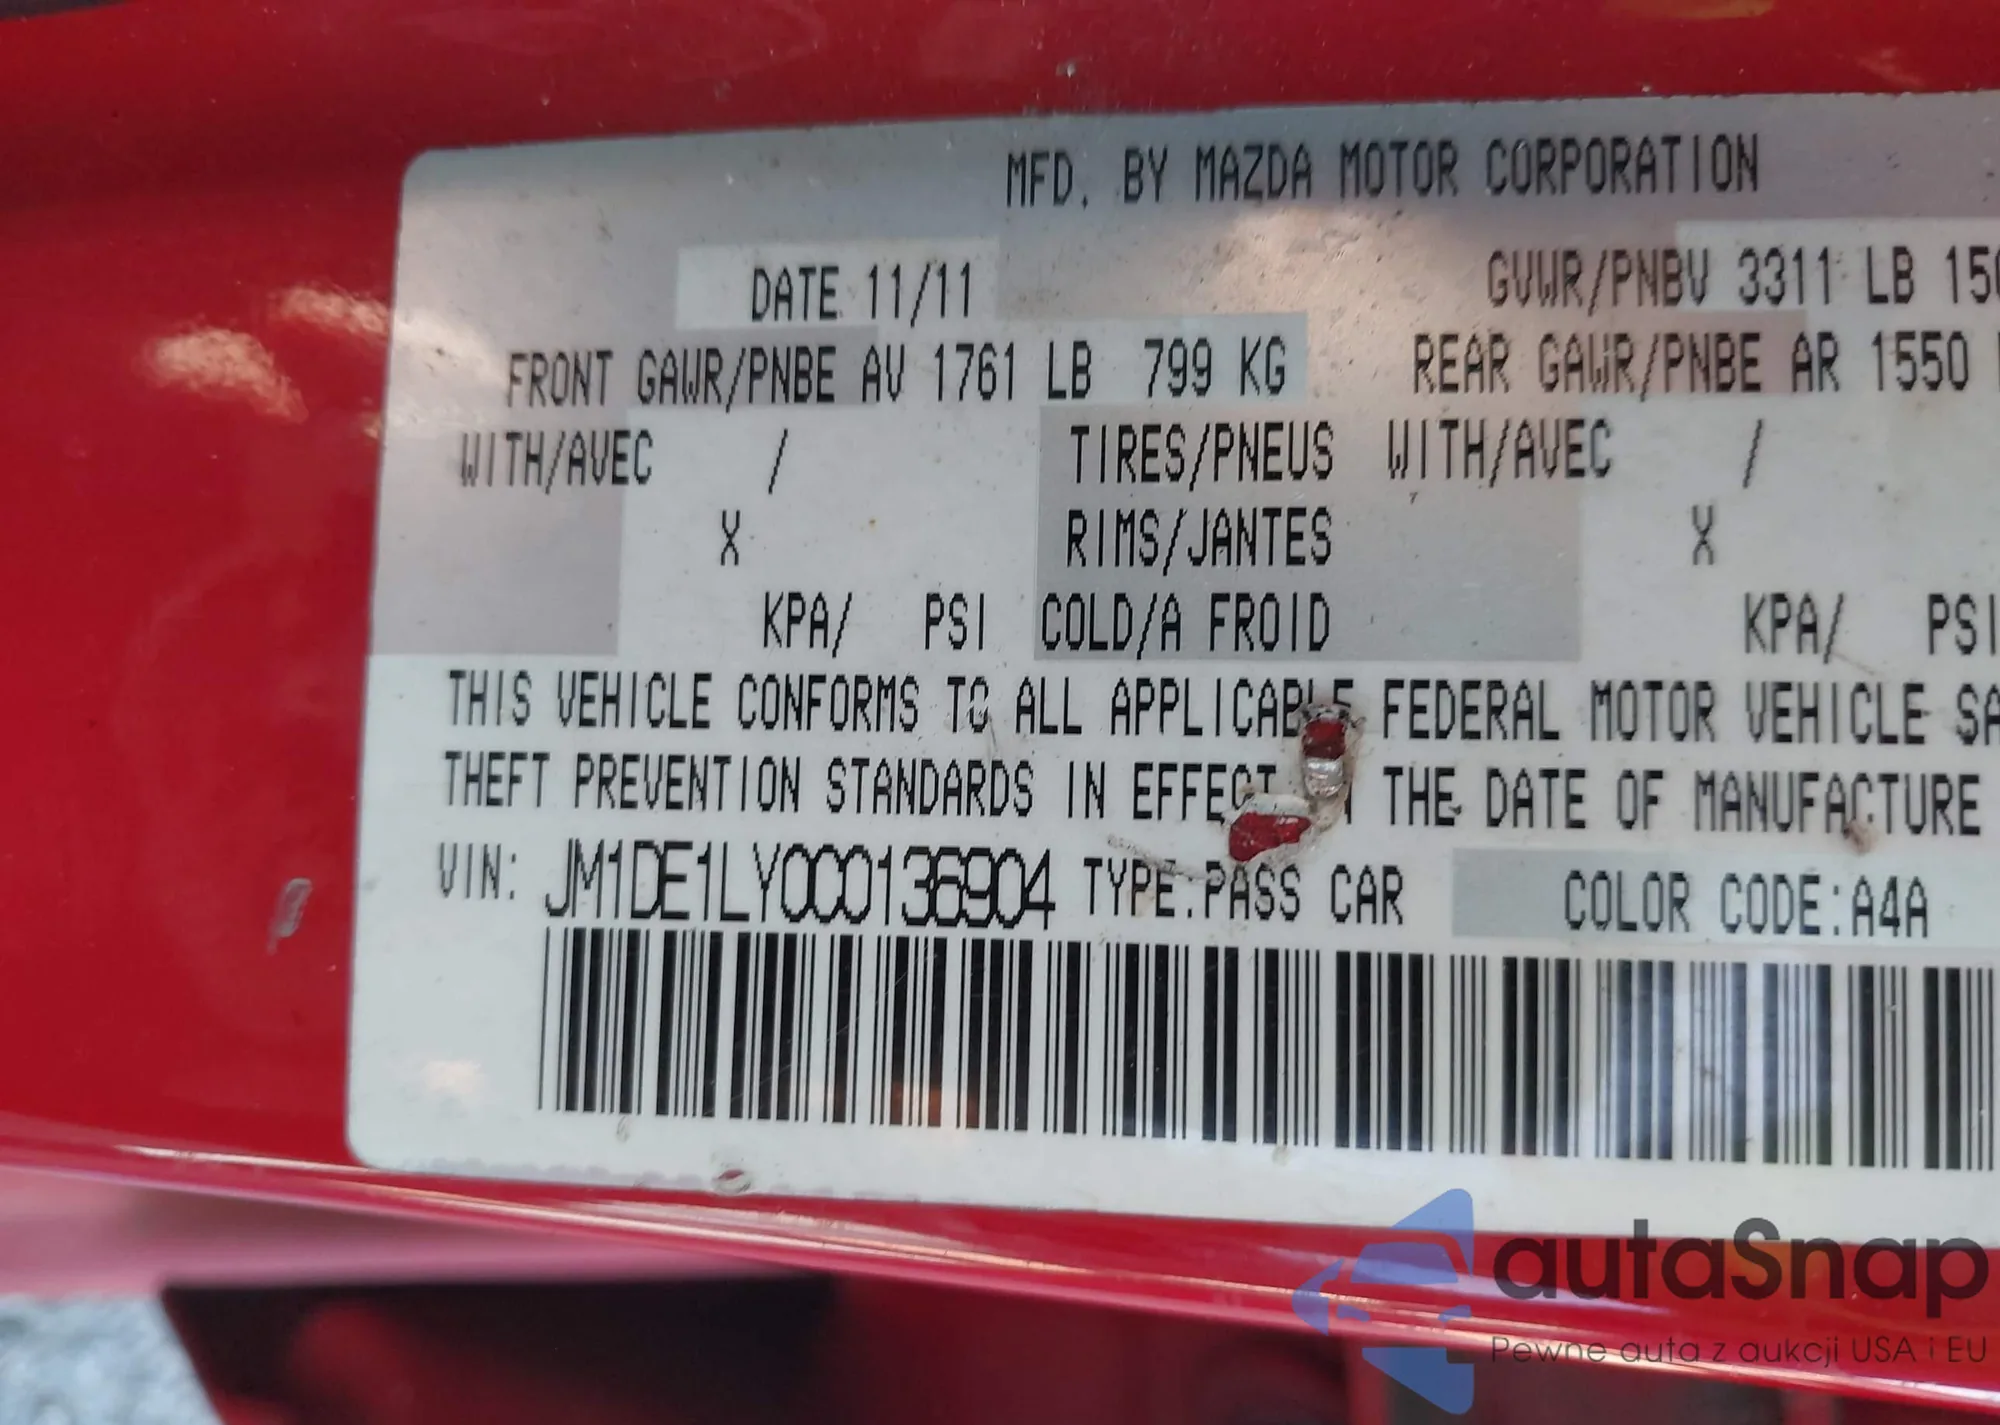 MFD. BY MAZDA MOTOR CORPORATION
DATE 11/11 GVWR/PNBV 3311 LB
FRONT GAWR/PNBE AV 1761 LB 799 KG REAR GAWR/PNBE AR 1550
WITH/AVEC / TIRES/PNEUS WITH/AVEC /
X RIMS/JANTES X
KPA/ PSI COLD/A FROID KPA/ PSI
THIS VEHICLE CONFORMS TO ALL APPLICABLE FEDERAL MOTOR VEHICLE SA
THEFT PREVENTION STANDARDS IN EFFECT THE DATE OF MANUFACTURE
VIN: JM1DE1LY0C0136904 TYPE:PASS CAR COLOR CODE:A4A
autaSnap
Pewne auta z aukcji USA i EU